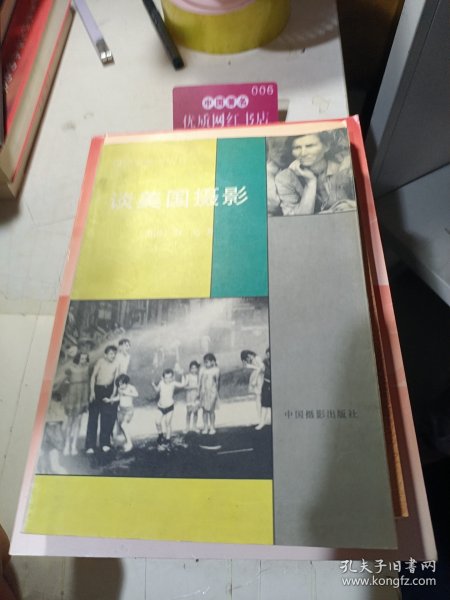 006
中国著名
优质网红书店
谈美国摄影
中国摄影出版社
孔夫子旧书网
www.kongfz.com